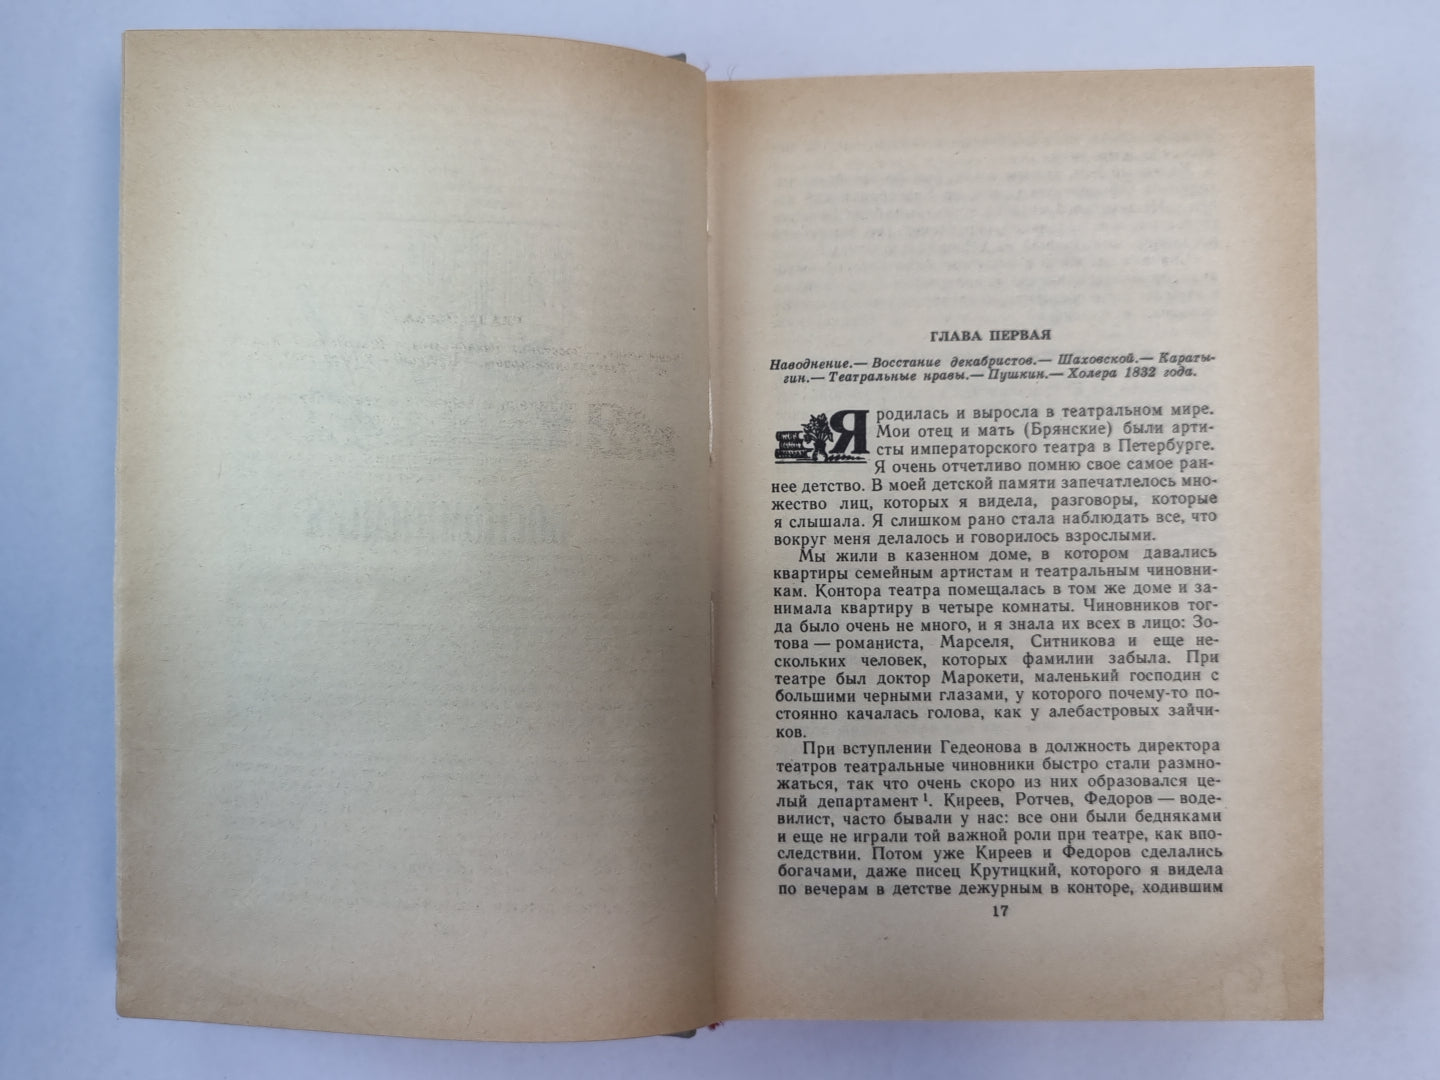 ГЛАВА ПЕРВАЯ
Наводнение.— Восстание декабристов.— Шаховской.— Караты-
гин.— Театральные нравы.— Пушкин.— Холера 1832 года.
Я родилась и выросла в театральном мире.
Мои отец и мать (Брянские) были арти-
сты императорского театра в Петербурге.
Я очень отчетливо помню свое самое ран-
нее детство. В моей детской памяти запечатлелось мно-
жество лиц, которых я видела, разговоры, которые
я слышала. Я слишком рано стала наблюдать все, что
вокруг меня делалось и говорилось взрослыми.
Мы жили в казенном доме, в котором давались
квартиры семейным артистам и театральным чиновни-
кам. Контора театра помещалась в том же доме и за-
нимала квартиру в четыре комнаты. Чиновников тог-
да было очень не много, и я знала их всех в лицо: Зо-
това — романиста, Марселя, Ситникова и еще не-
скольких человек, которых фамилии забыла. При
театре был доктор Марокети, маленький господин с
большими черными глазами, у которого почему-то по-
стоянно качалась голова, как у алебастровых зайчи-
ков.
При вступлении Гедеонова в должность директора
театров театральные чиновники быстро стали размно-
жаться, так что очень скоро из них образовался це-
лый департамент¹. Киреев, Ротчев, Федоров — воде-
вилист, часто бывали у нас: все они были бедняками
и еще не играли той важной роли при театре, как впо-
следствии. Потом уже Киреев и Федоров сделались
богачами, даже писец Крутицкий, которого я видела
по вечерам в детстве дежурным в конторе, ходившим
17